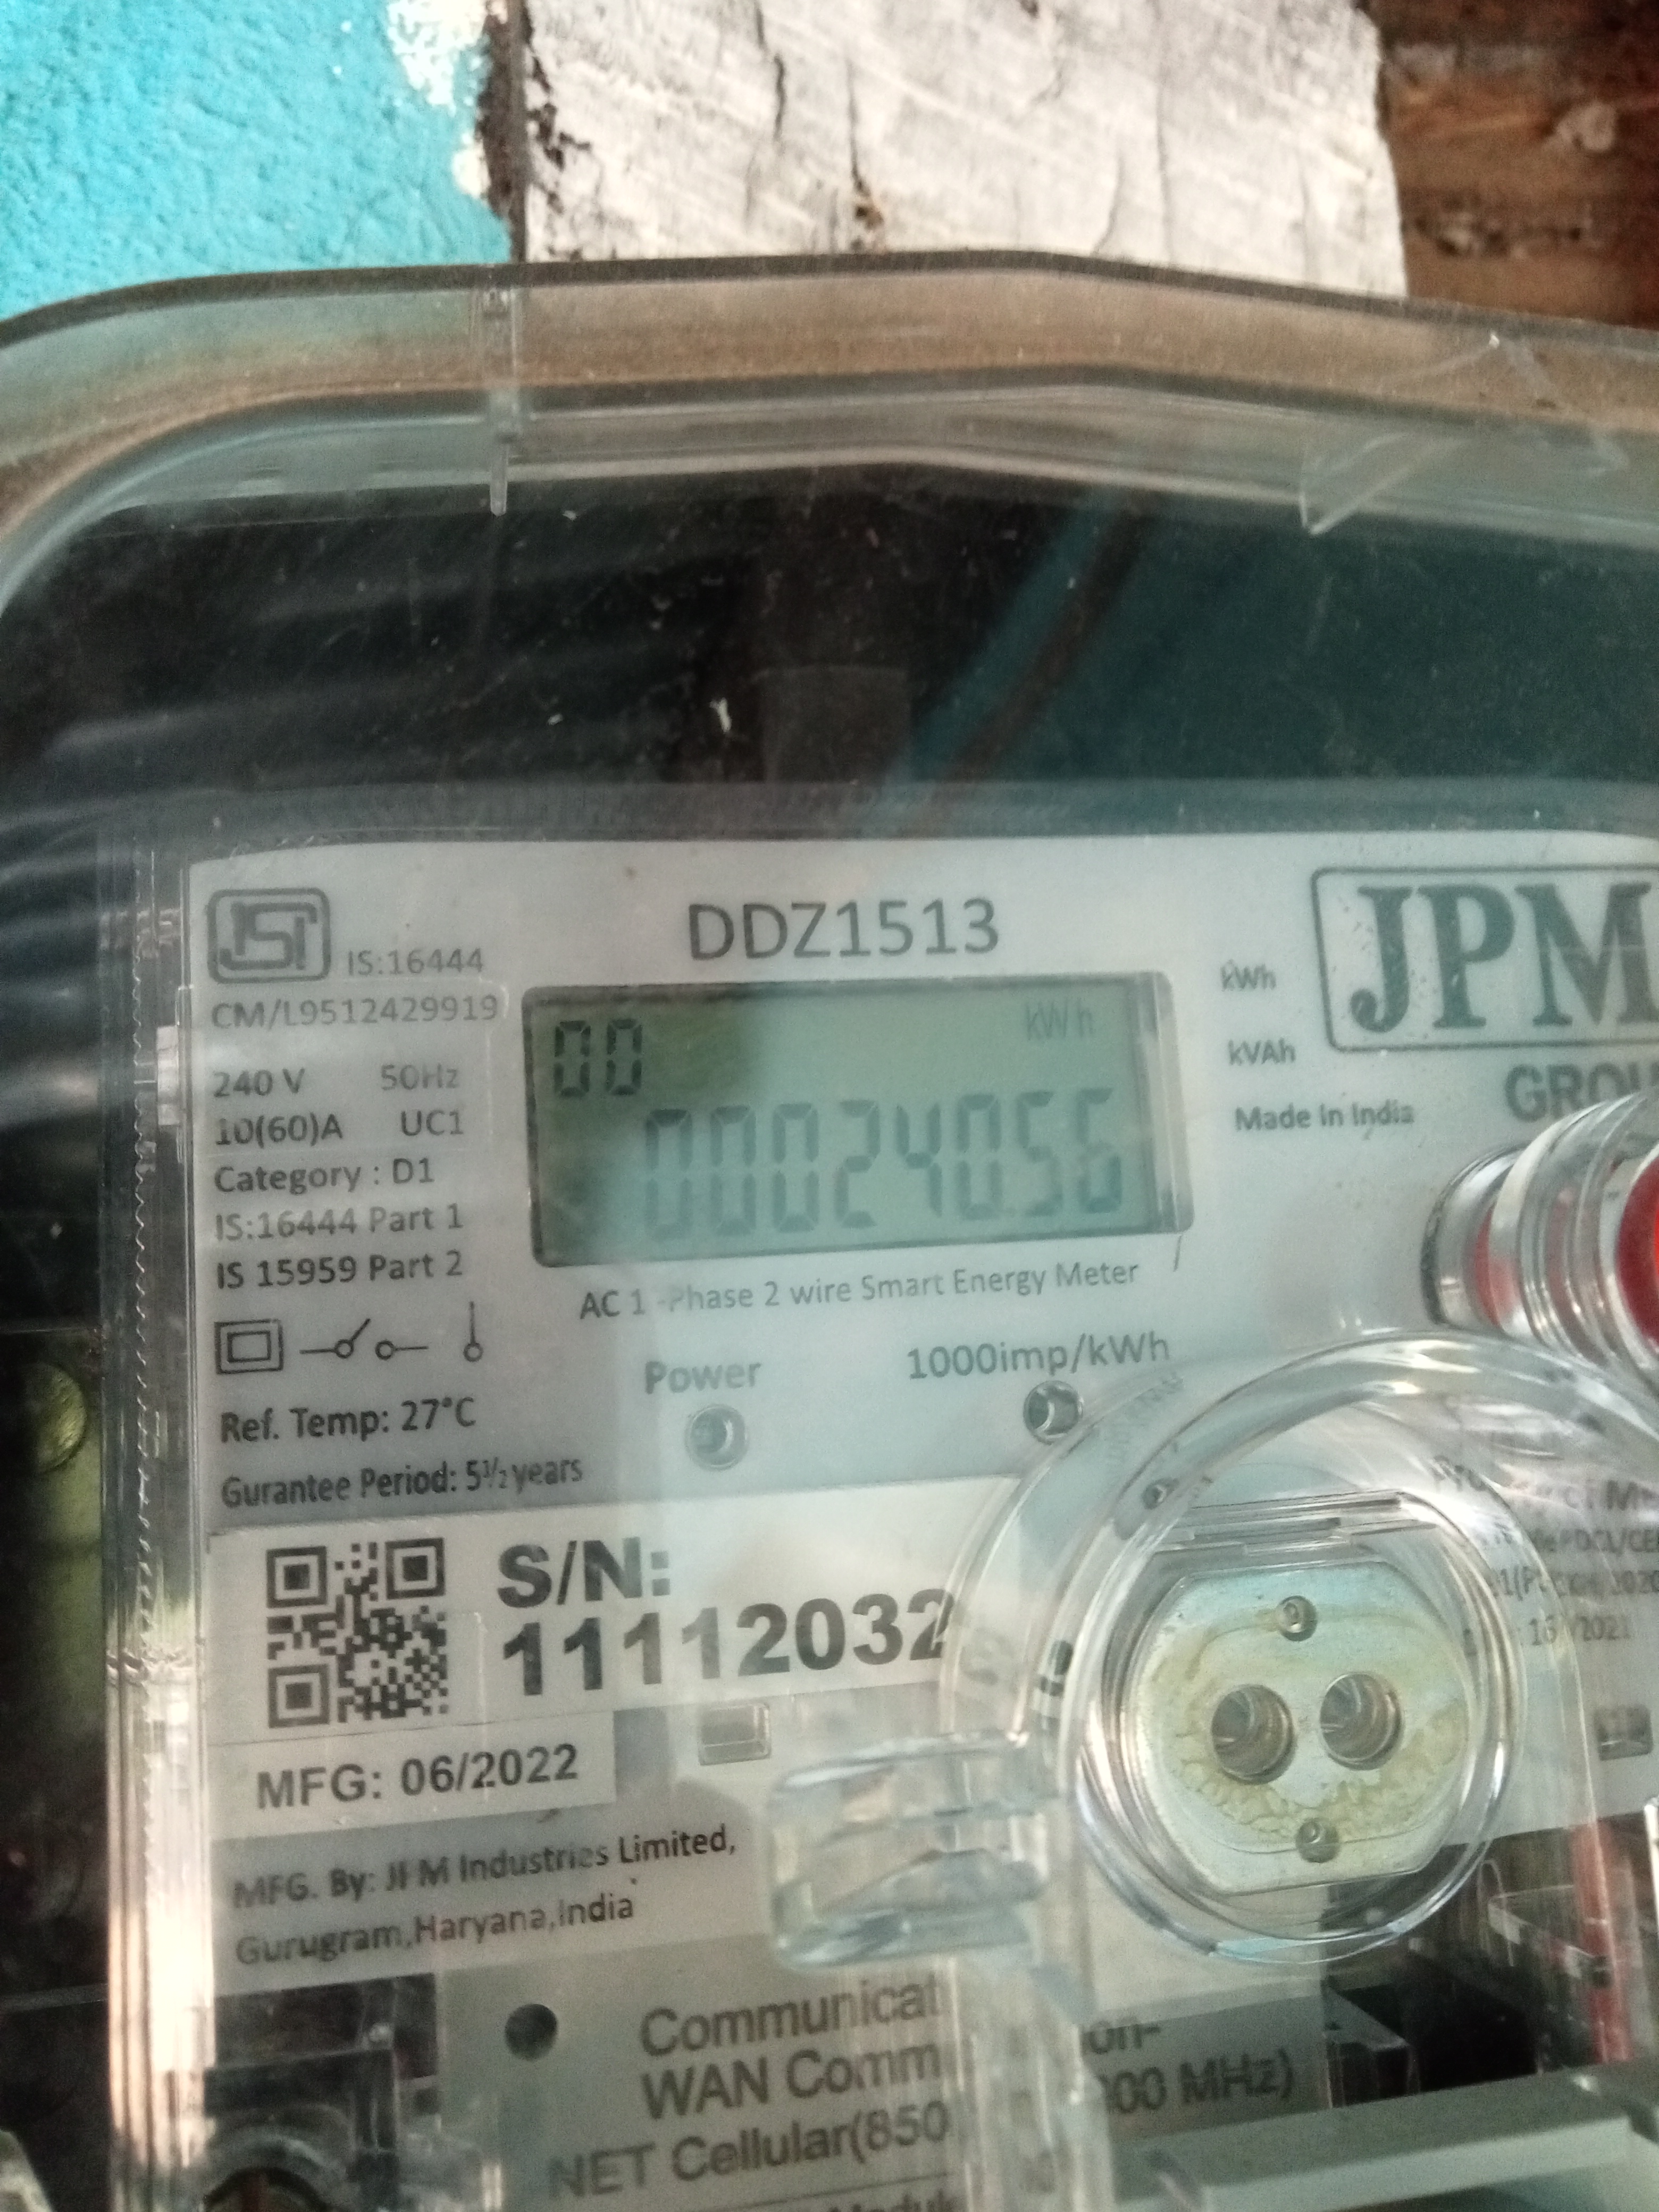 ISI
IS:16444
CM/L9512429919
DDZ1513
JPM
240 V 50Hz
10(60)A UC1
Category : D1
IS:16444 Part 1
IS 15959 Part 2
00 kWh
00024056
kWh
kVAh
Made in India
AC 1 -Phase 2 wire Smart Energy Meter
Power 1000imp/kWh
Ref. Temp: 27°C
Gurantee Period: 5½ years
S/N:
11112032
MFG: 06/2022
MFG. By: JPM Industries Limited,
Gurugram,Haryana,India
WAN
NET Cellular(850